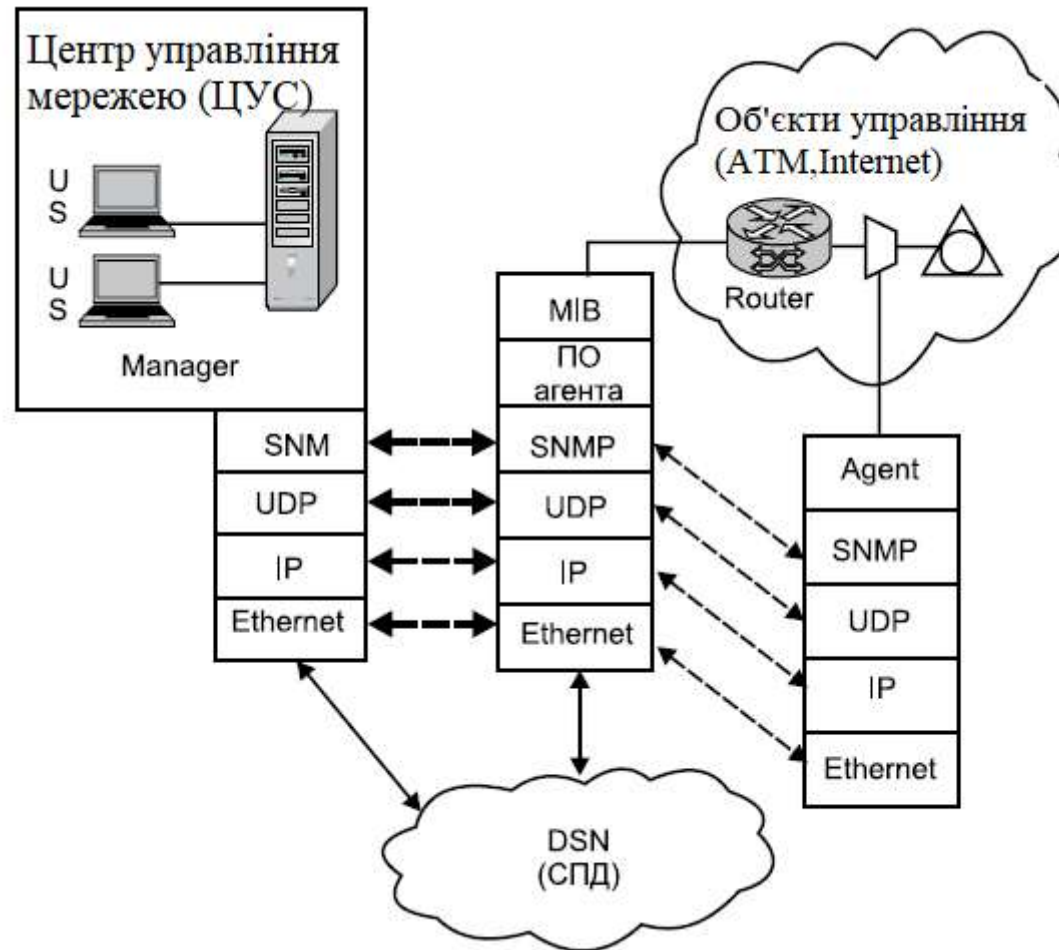 Центр управління
мережею (ЦУС)
U
S
U
S
Manager
SNM
UDP
IP
Ethernet
MIB
ПО
агента
SNMP
UDP
IP
Ethernet
Об'єкти управління
(ATM,Internet)
Router
Agent
SNMP
UDP
IP
Ethernet
DSN
(СПД)